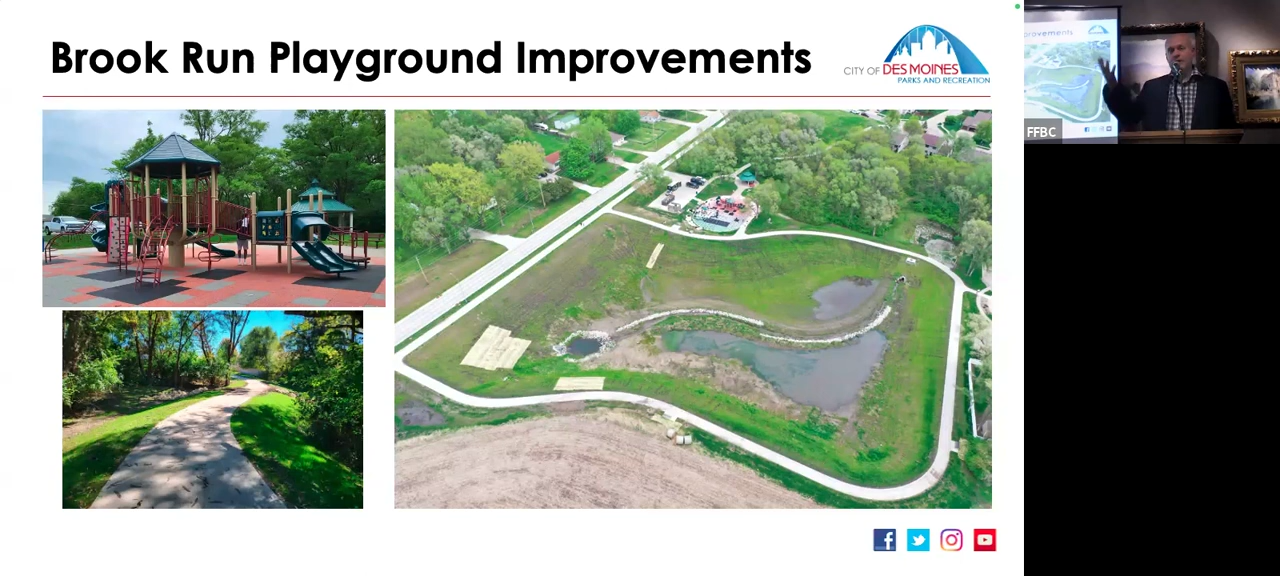 Brook Run Playground Improvements
CITY OF DES MOINES
PARKS AND RECREATION
FFBC